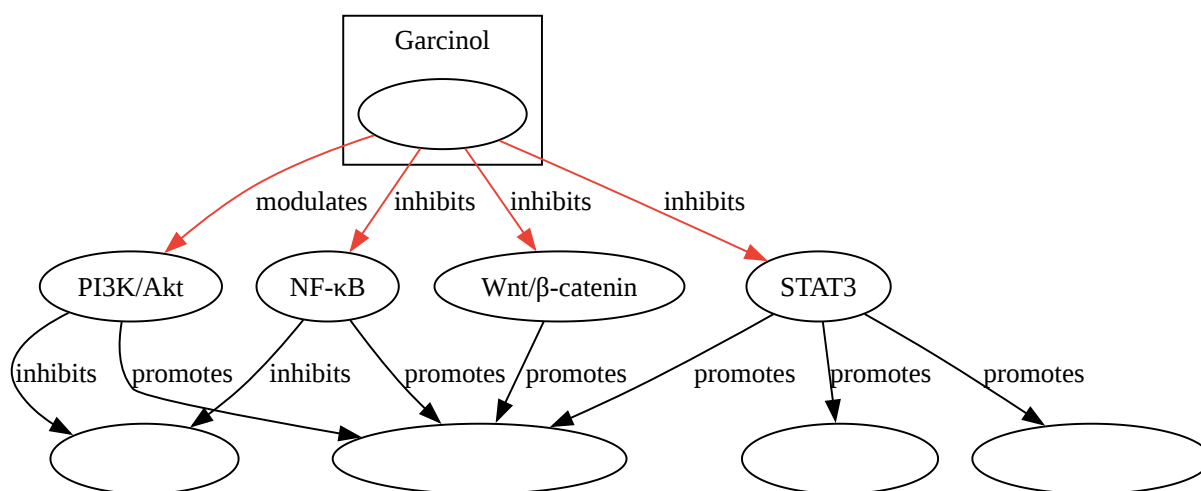 Garcinol
modulates
inhibits
inhibits
inhibits
PI3K/Akt
NF-κB
Wnt/β-catenin
STAT3
inhibits
promotes
inhibits
promotes
promotes
promotes
promotes
promotes